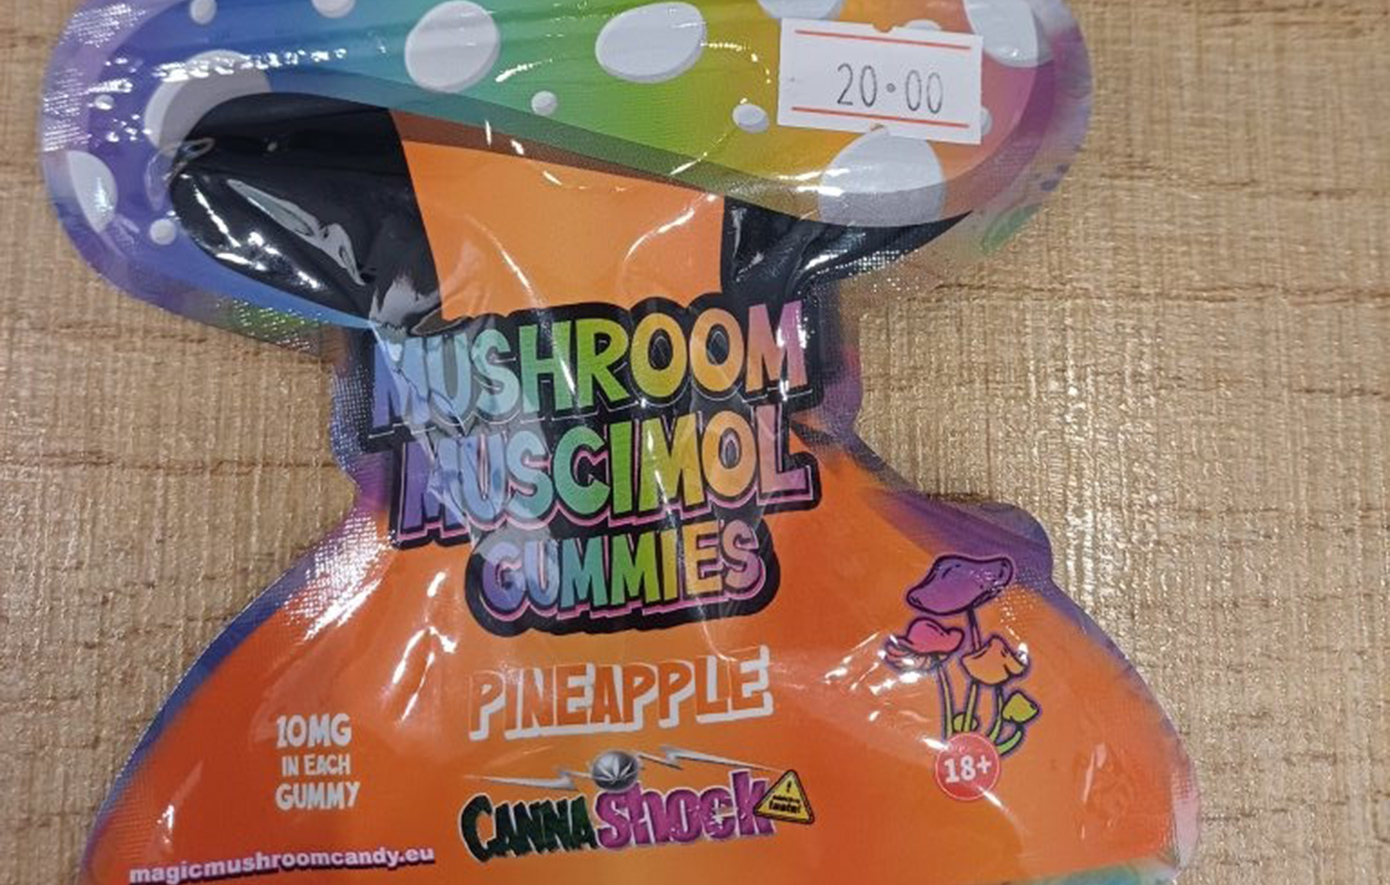 20.00
MUSHROOM
MUSCIMOL
GUMMIES
PINEAPPLE
10MG
IN EACH
GUMMY
18+
CANNAshock
!
magicmushroomcandy.eu